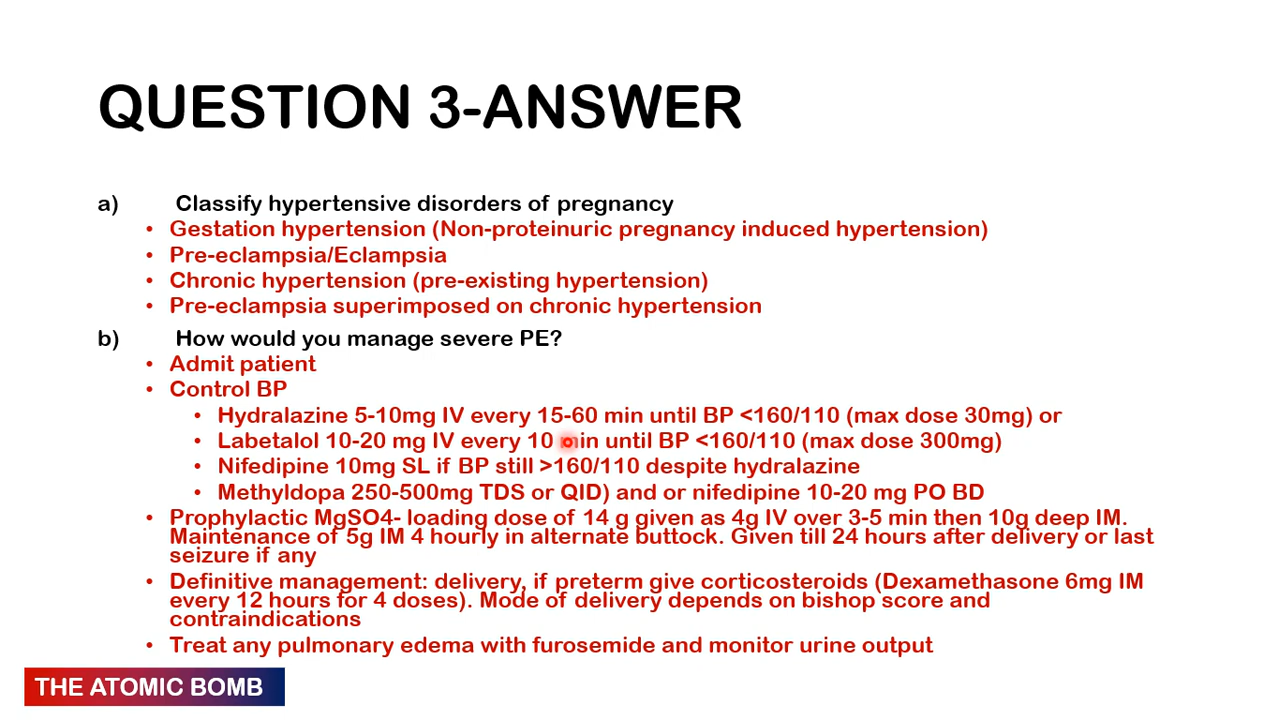 QUESTION 3-ANSWER
a) Classify hypertensive disorders of pregnancy
• Gestation hypertension (Non-proteinuric pregnancy induced hypertension)
• Pre-eclampsia/Eclampsia
• Chronic hypertension (pre-existing hypertension)
• Pre-eclampsia superimposed on chronic hypertension
b) How would you manage severe PE?
• Admit patient
• Control BP
• Hydralazine 5-10mg IV every 15-60 min until BP <160/110 (max dose 30mg) or
• Labetalol 10-20 mg IV every 10 min until BP <160/110 (max dose 300mg)
• Nifedipine 10mg SL if BP still >160/110 despite hydralazine
• Methyldopa 250-500mg TDS or QID) and or nifedipine 10-20 mg PO BD
• Prophylactic MgSO4- loading dose of 14 g given as 4g IV over 3-5 min then 10g deep IM.
Maintenance of 5g IM 4 hourly in alternate buttock. Given till 24 hours after delivery or last
seizure if any
• Definitive management: delivery, if preterm give corticosteroids (Dexamethasone 6mg IM
every 12 hours for 4 doses). Mode of delivery depends on bishop score and
contraindications
• Treat any pulmonary edema with furosemide and monitor urine output
THE ATOMIC BOMB